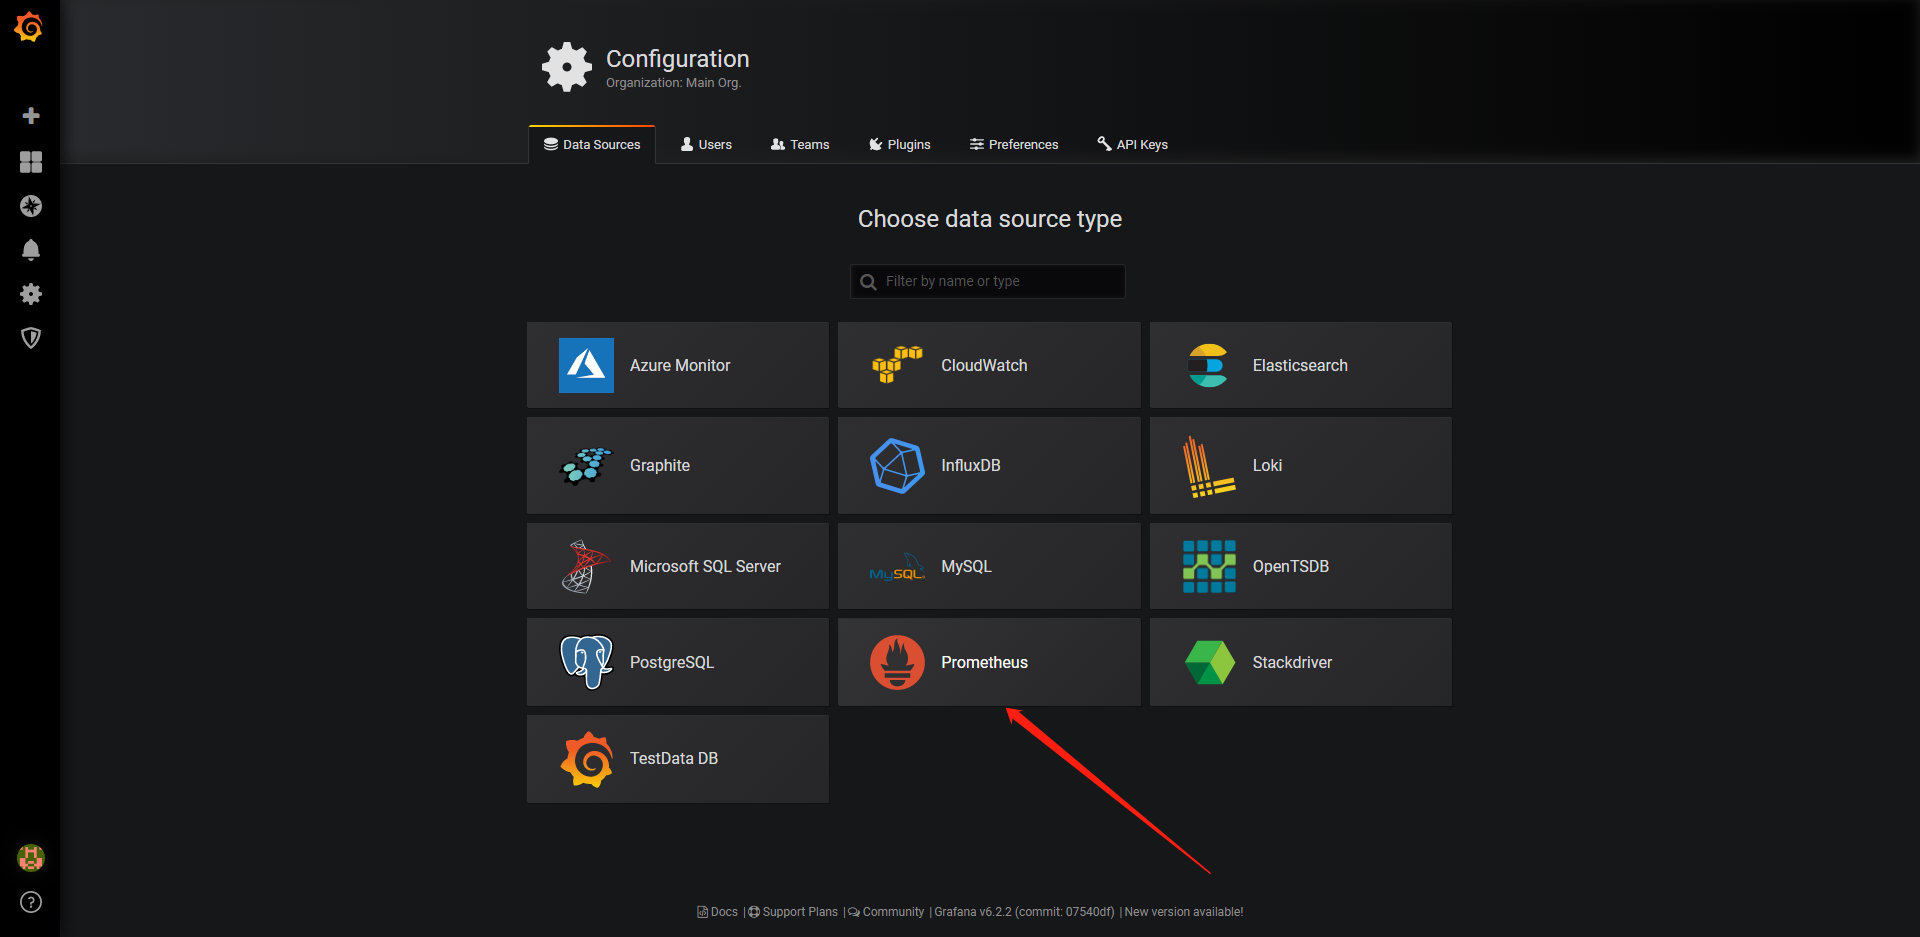 Configuration
Organization: Main Org.
Data Sources
Users
Teams
Plugins
Preferences
API Keys
Choose data source type
Filter by name or type
Azure Monitor
CloudWatch
Elasticsearch
Graphite
InfluxDB
Loki
Microsoft SQL Server
MySQL
MySQL
OpenTSDB
PostgreSQL
Prometheus
Stackdriver
TestData DB
Docs | Support Plans | Community | Grafana v6.2.2 (commit: 07540df) | New version available!